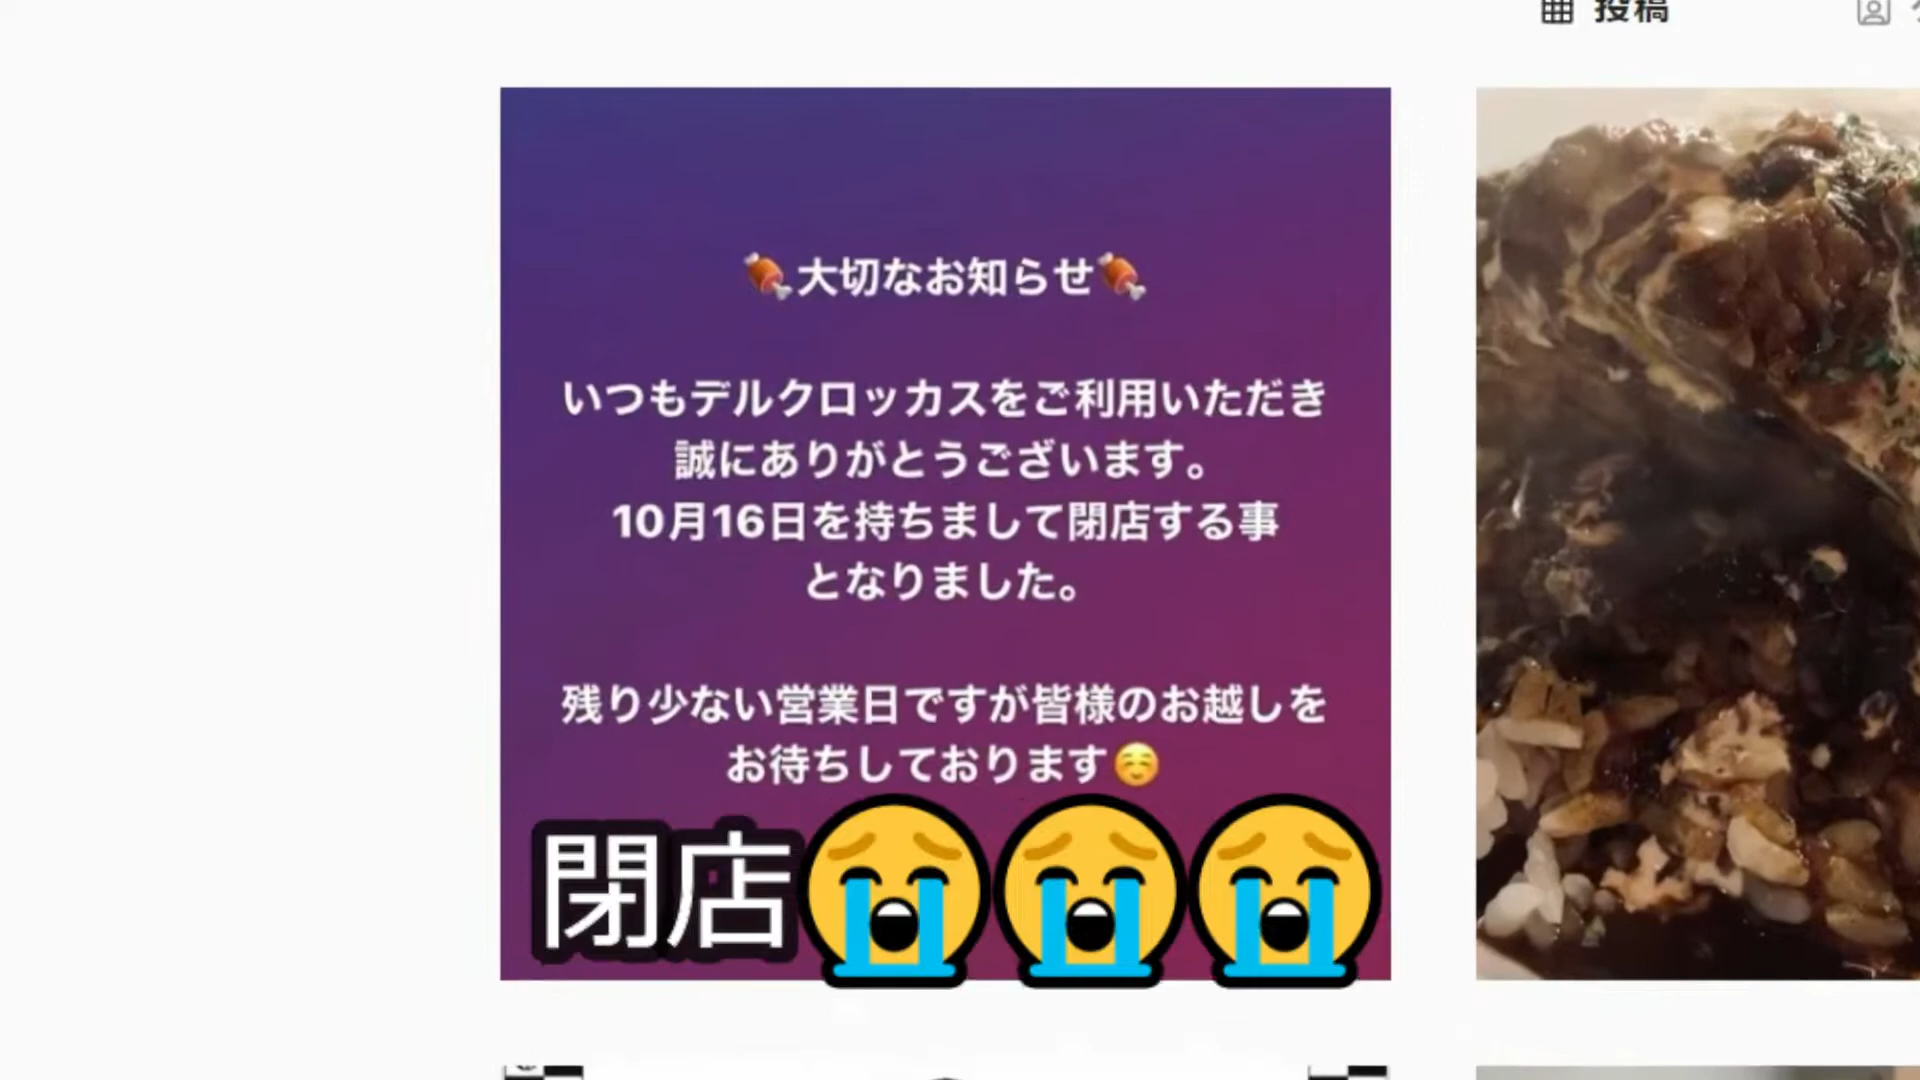 投稿
🍖大切なお知らせ🍖
いつもデルクロッカスをご利用いただき
誠にありがとうございます。
10月16日を持ちまして閉店する事
となりました。
残り少ない営業日ですが皆様のお越しを
お待ちしております☺️
閉店😭😭😭